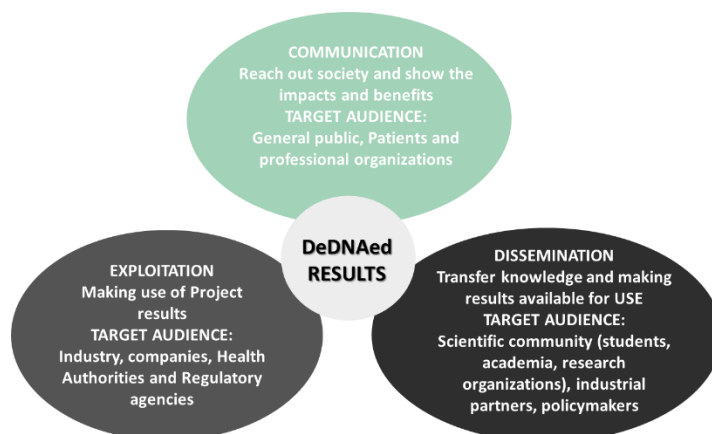 COMMUNICATION
Reach out society and show the
impacts and benefits
TARGET AUDIENCE:
General public, Patients and
professional organizations
DeDNAed
RESULTS
EXPLOITATION
Making use of Project
results
TARGET AUDIENCE:
Industry, companies, Health
Authorities and Regulatory
agencies
DISSEMINATION
Transfer knowledge and making
results available for USE
TARGET AUDIENCE:
Scientific community (students,
academia, research
organizations), industrial
partners, policymakers